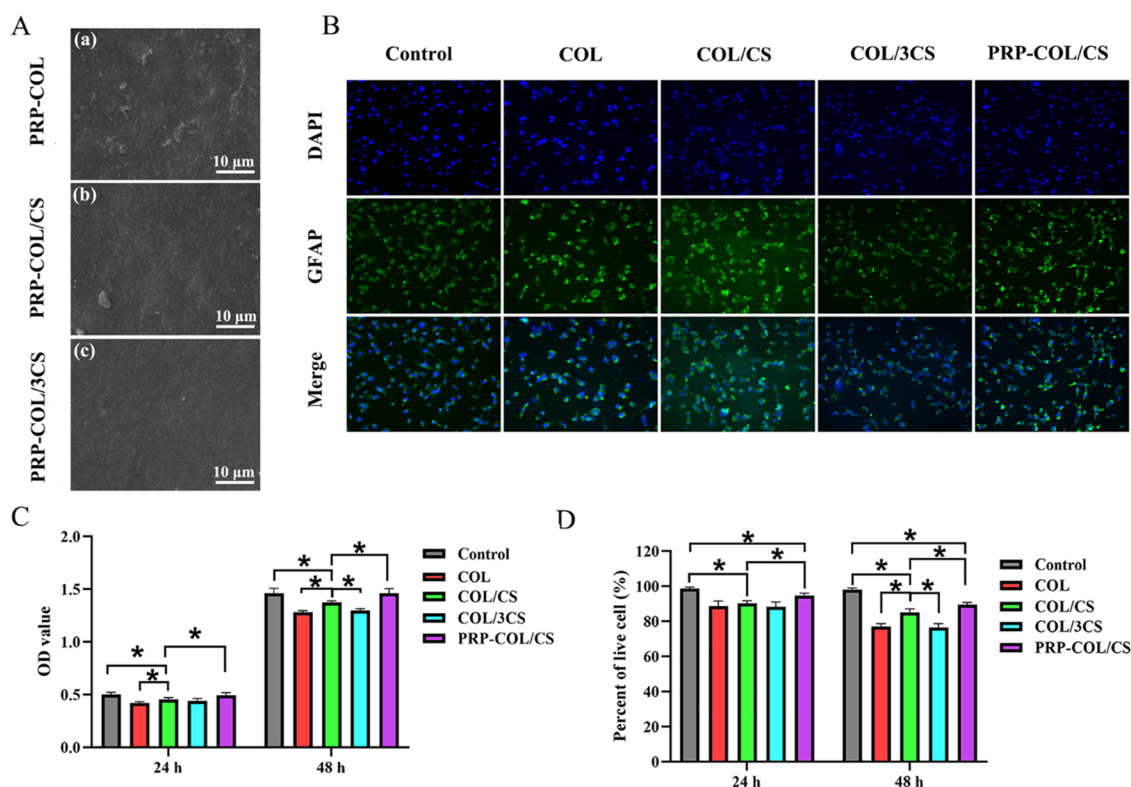 A
PRP-COL
(a)
10 µm
PRP-COL/CS
(b)
10 µm
PRP-COL/3CS
(c)
10 µm
B
Control COL COL/CS COL/3CS PRP-COL/CS
DAPI
GFAP
Merge
C
OD value
2.0
1.5
1.0
0.5
0.0
* * *
* * * *
24 h 48 h
Control
COL
COL/CS
COL/3CS
PRP-COL/CS
D
Percent of live cell (%)
120
100
80
60
40
20
0
* * *
* * * * *
24 h 48 h
Control
COL
COL/CS
COL/3CS
PRP-COL/CS